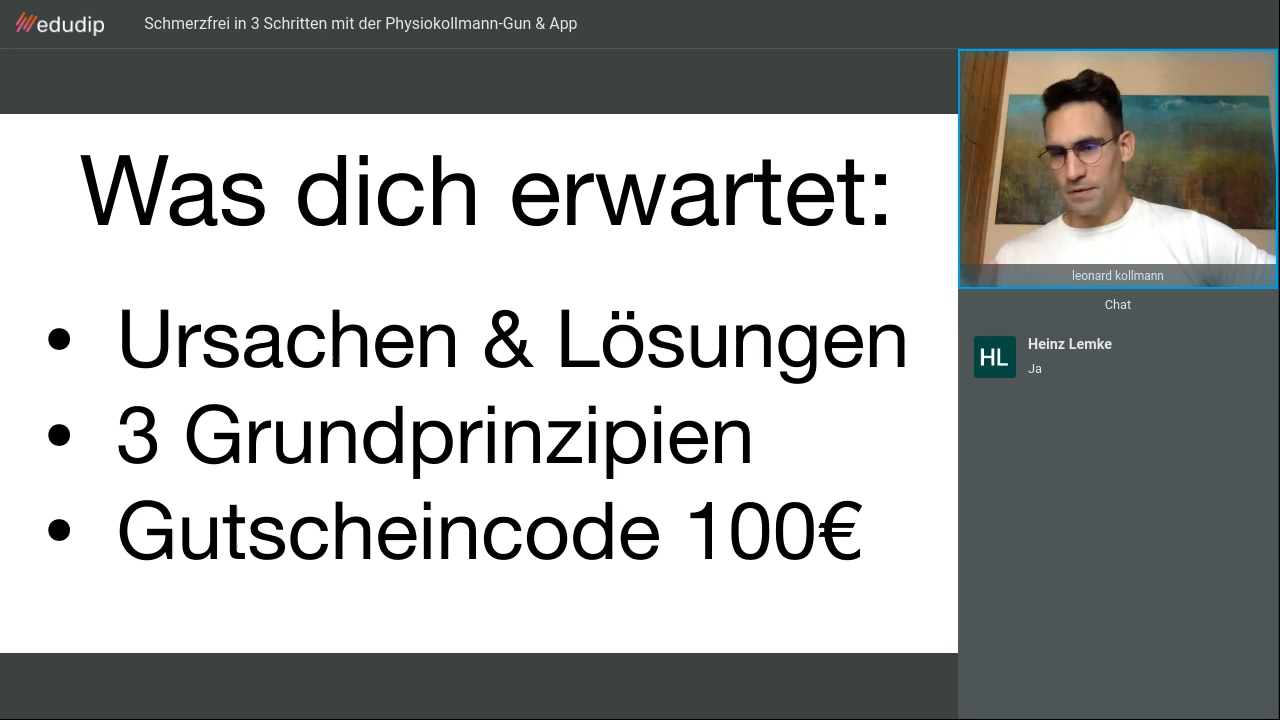 edudip
Schmerzfrei in 3 Schritten mit der Physiokollmann-Gun & App
Was dich erwartet:
• Ursachen & Lösungen
• 3 Grundprinzipien
• Gutscheincode 100€
leonard kollmann
Chat
HL
Heinz Lemke
Ja